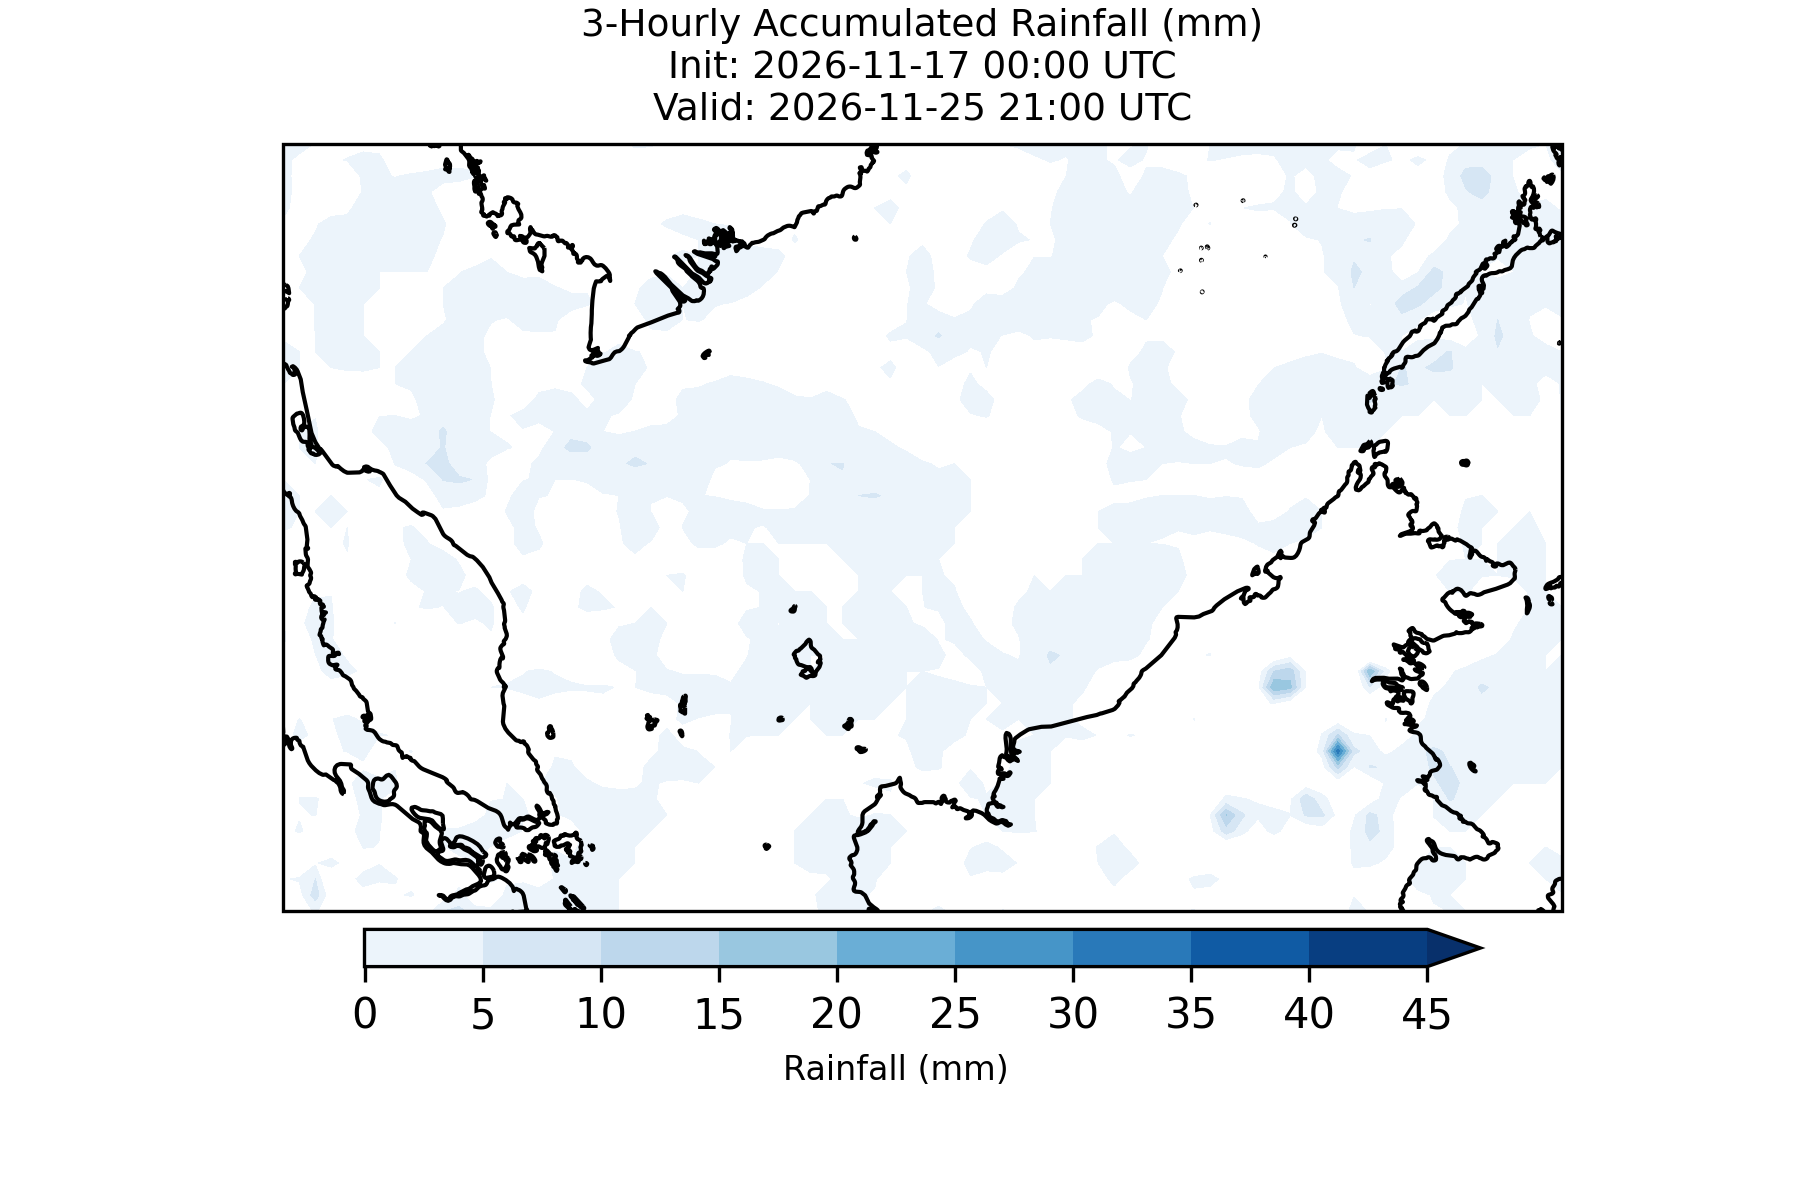 3-Hourly Accumulated Rainfall (mm)
Init: 2026-11-17 00:00 UTC
Valid: 2026-11-25 21:00 UTC
0 5 10 15 20 25 30 35 40 45
Rainfall (mm)